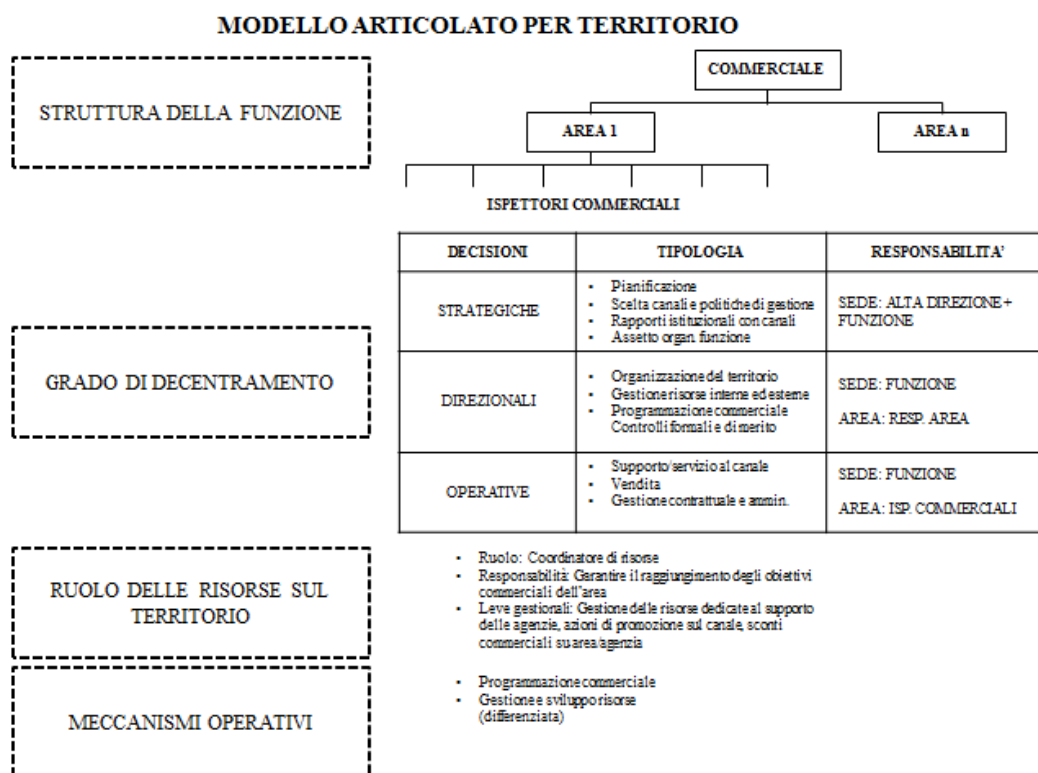 MODELLO ARTICOLATO PER TERRITORIO
STRUTTURA DELLA FUNZIONE
COMMERCIALE
AREA 1
AREA n
ISPETTORI COMMERCIALI
GRADO DI DECENTRAMENTO
DECISIONI
TIPOLOGIA
RESPONSABILITA'
STRATEGICHE
• Pianificazione
• Scelta canali e politiche di gestione
• Rapporti istituzionali con canali
• Assetto organ. funzione
SEDE: ALTA DIREZIONE +
FUNZIONE
DIREZIONALI
• Organizzazione del territorio
• Gestione risorse interne ed esterne
• Programmazione commerciale
Controlli formali e di merito
SEDE: FUNZIONE
AREA: RESP. AREA
OPERATIVE
• Supporto/servizio al canale
• Vendita
• Gestione contrattuale e ammin.
SEDE: FUNZIONE
AREA: ISP. COMMERCIALI
RUOLO DELLE RISORSE SUL
TERRITORIO
• Ruolo: Coordinatore di risorse
• Responsabilità: Garantire il raggiungimento degli obiettivi
commerciali dell'area
• Leve gestionali: Gestione delle risorse dedicate al supporto
delle agenzie, azioni di promozione sul canale, sconti
commerciali su area/agenzia
MECCANISMI OPERATIVI
• Programmazione commerciale
• Gestione e sviluppo risorse
(differenziata)